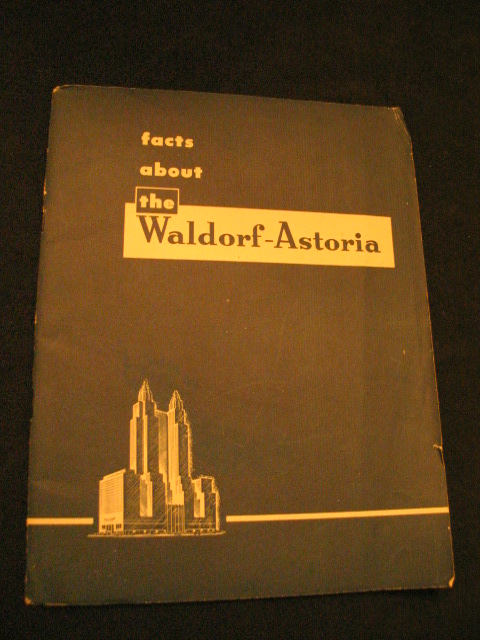 facts
about
the
Waldorf-Astoria